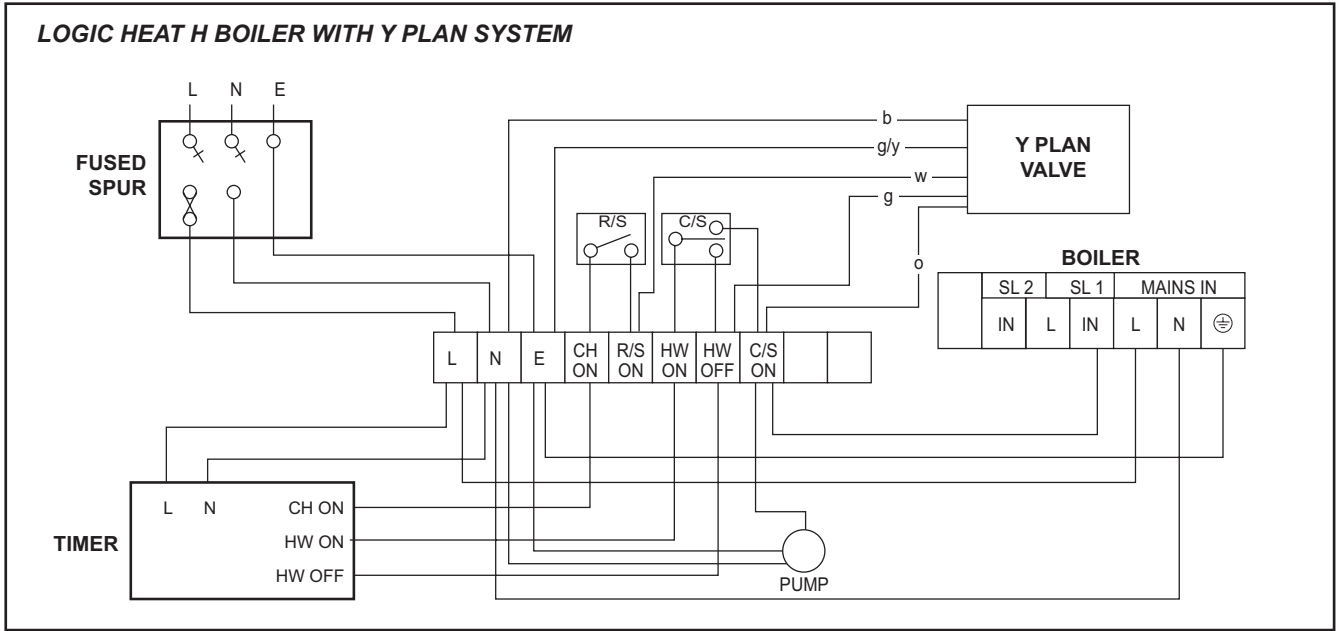 LOGIC HEAT H BOILER WITH Y PLAN SYSTEM
L N E
FUSED
SPUR
b
g/y
w
g
o
Y PLAN
VALVE
R/S
C/S
BOILER
SL 2 SL 1 MAINS IN
IN L IN L N
L N E CH ON R/S ON HW ON HW OFF C/S ON
TIMER
L N CH ON
HW ON
HW OFF
PUMP